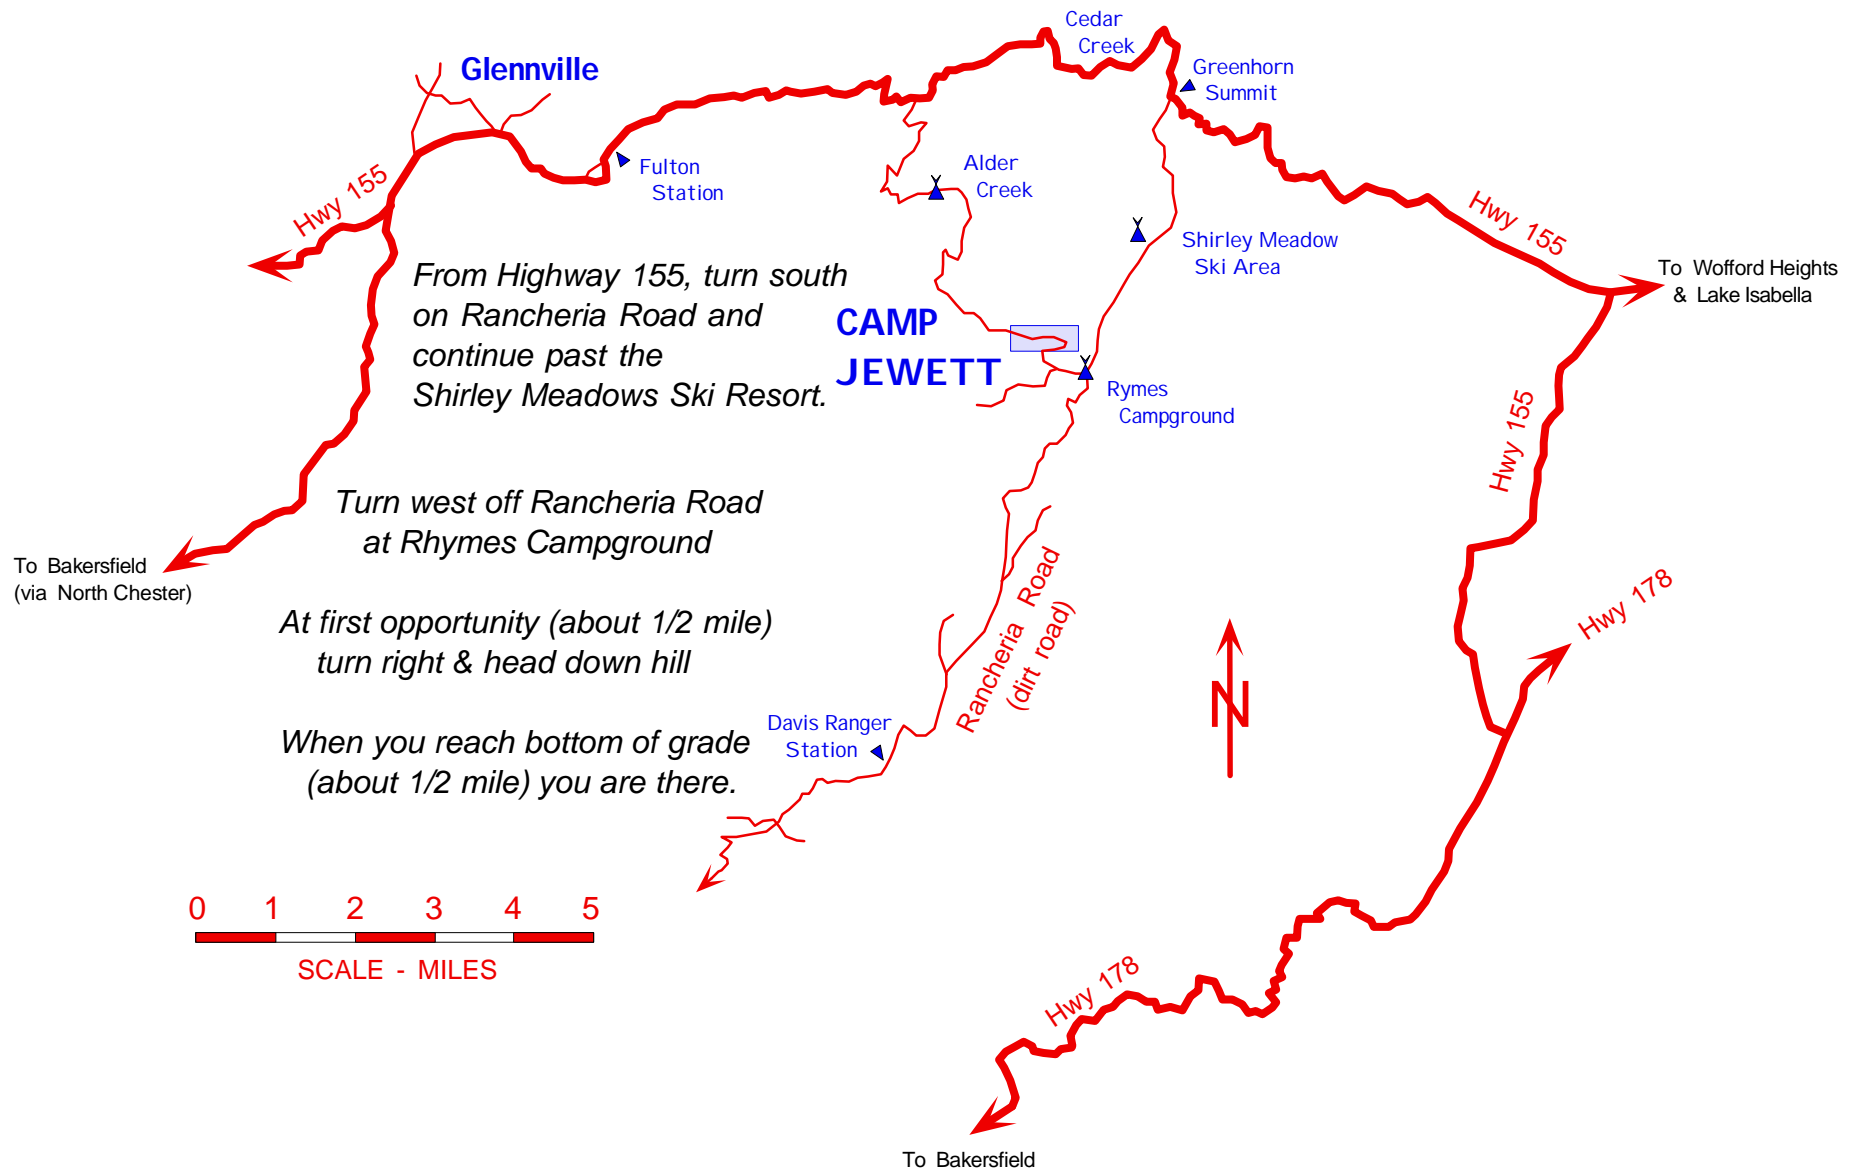 Cedar
Creek
Glennville
Greenhorn
Summit
Fulton
Station
Alder
Creek
Hwy 155
Hwy 155
Shirley Meadow
Ski Area
To Wofford Heights
& Lake Isabella
From Highway 155, turn south
on Rancheria Road and
continue past the
Shirley Meadows Ski Resort.
CAMP
JEWETT
Rymes
Campground
Hwy 155
Turn west off Rancheria Road
at Rhymes Campground
To Bakersfield
(via North Chester)
At first opportunity (about 1/2 mile)
turn right & head down hill
Rancheria Road
(dirt road)
Hwy 178
N
When you reach bottom of grade
(about 1/2 mile) you are there.
Davis Ranger
Station
0 1 2 3 4 5
SCALE - MILES
Hwy 178
To Bakersfield